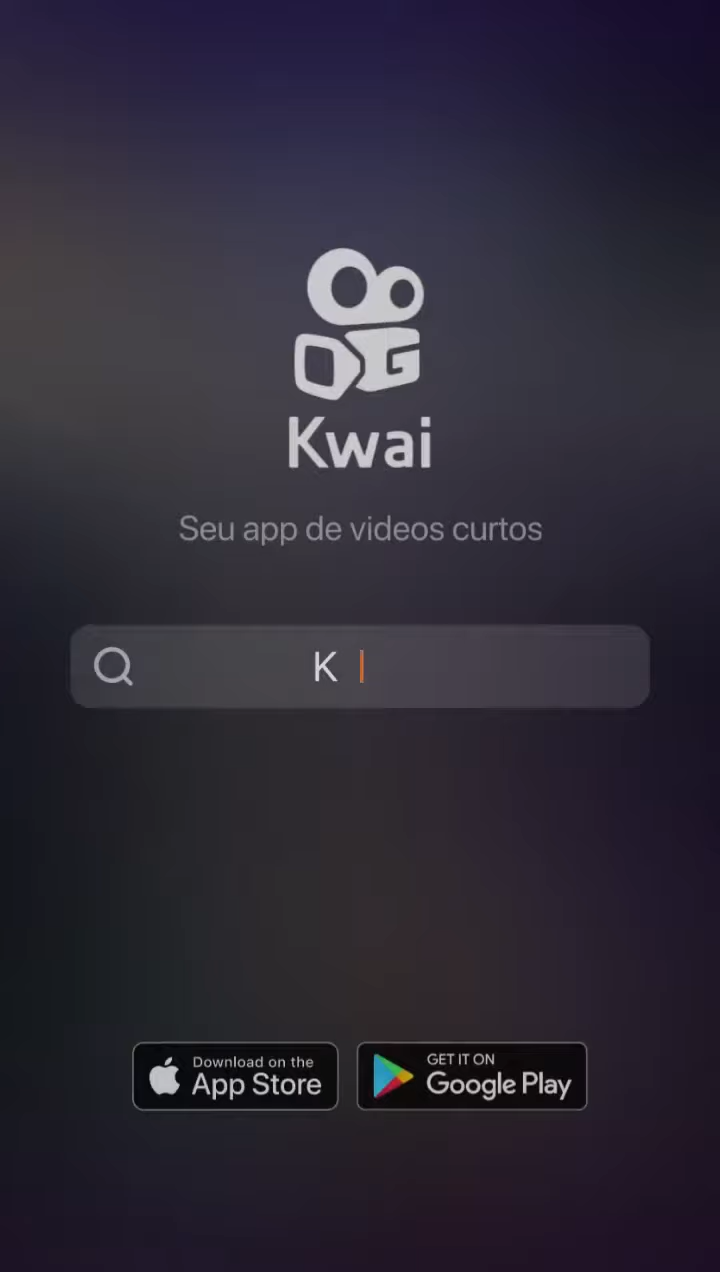 Kwai
Seu app de videos curtos
K
Download on the
App Store
GET IT ON
Google Play